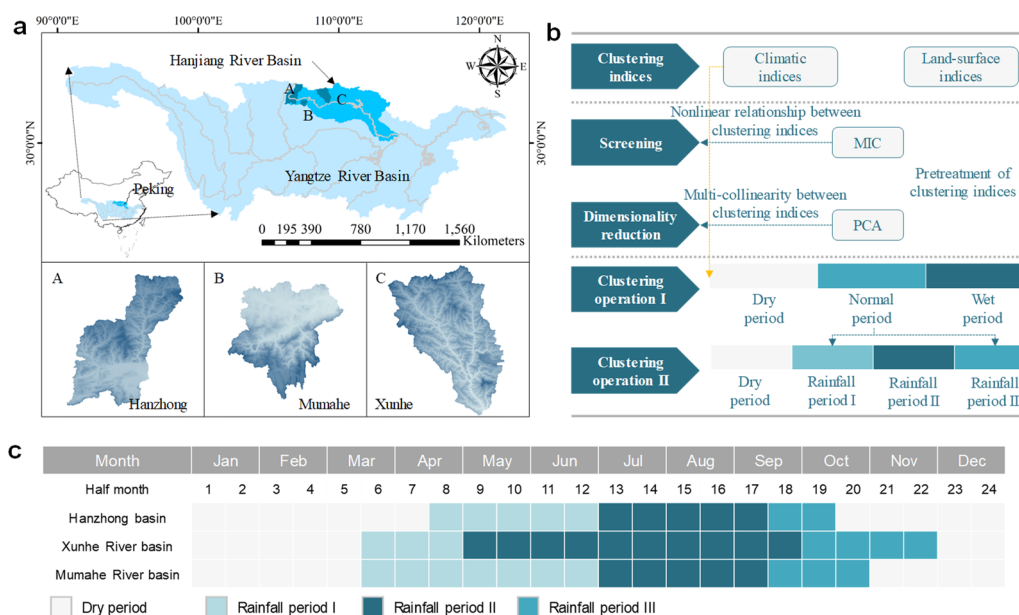 a
90°0'0"E 100°0'0"E 110°0'0"E 120°0'0"E
Hanjiang River Basin
N
W E
S
A
C
B
30°0'0"N 30°0'0"N
Yangtze River Basin
Peking
0 195 390 780 1,170 1,560
Kilometers
A B C
Hanzhong Mumahe Xunhe
b
Clustering
indices
Climatic
indices
Land-surface
indices
Nonlinear relationship between
clustering indices
Screening
MIC
Pretreatment of
clustering indices
Multi-collinearity between
clustering indices
Dimensionality
reduction
PCA
Clustering
operation I
Dry
period
Normal
period
Wet
period
Clustering
operation II
Dry
period
Rainfall
period I
Rainfall
period II
Rainfall
period II
c
Month Jan Feb Mar Apr May Jun Jul Aug Sep Oct Nov Dec
Half month 1 2 3 4 5 6 7 8 9 10 11 12 13 14 15 16 17 18 19 20 21 22 23 24
Hanzhong basin
Xunhe River basin
Mumahe River basin
Dry period Rainfall period I Rainfall period II Rainfall period III